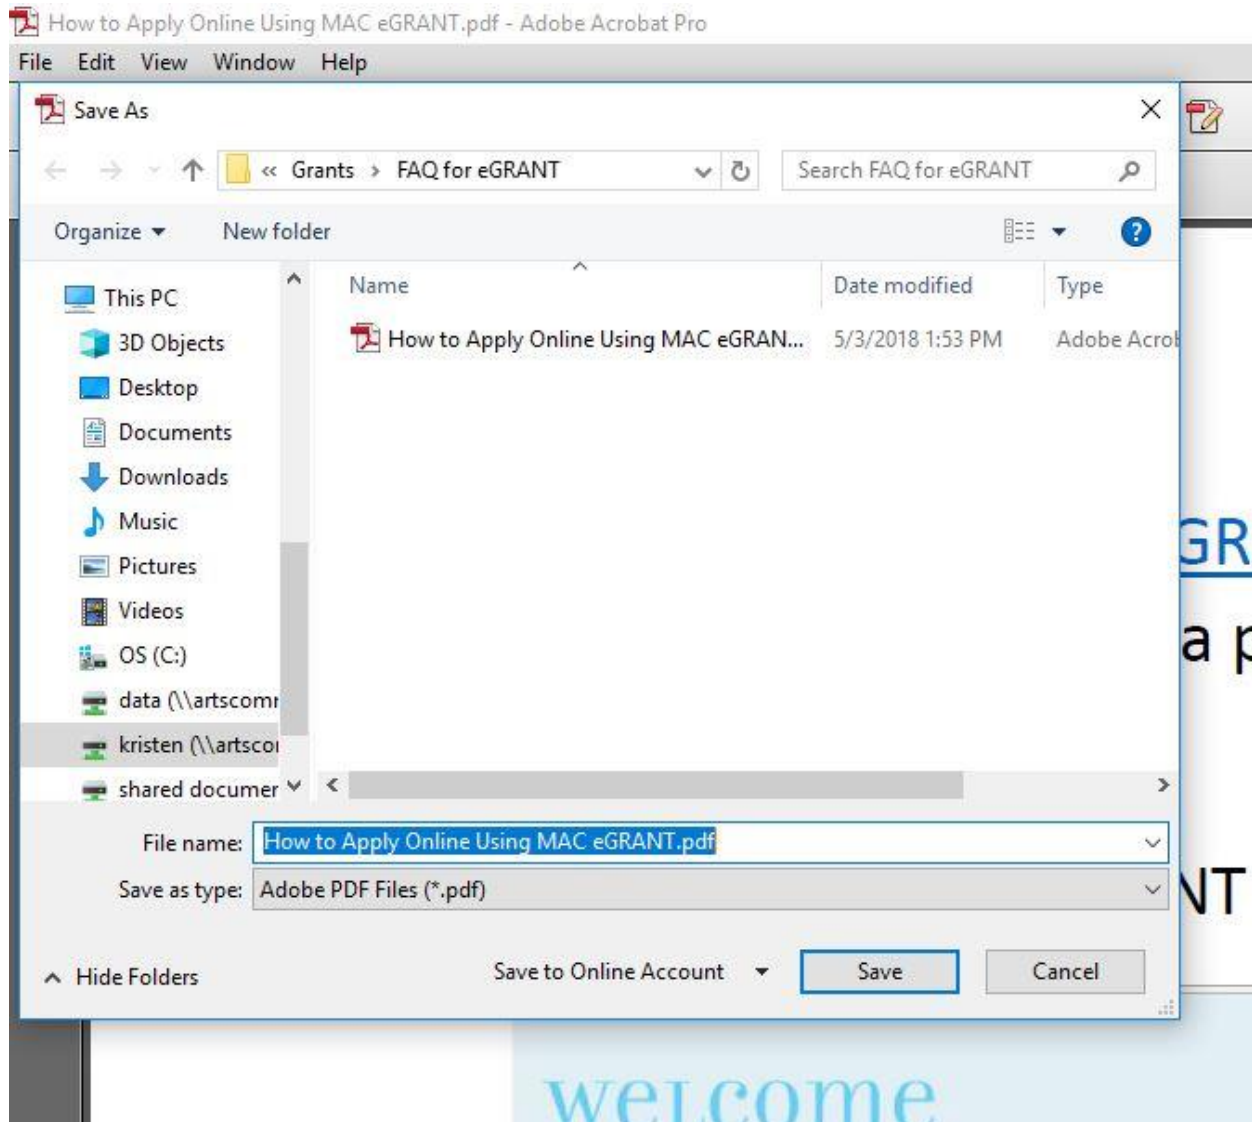 How to Apply Online Using MAC eGRANT.pdf - Adobe Acrobat Pro
File Edit View Window Help
Save As
« Grants > FAQ for eGRANT
Search FAQ for eGRANT
Organize
New folder
Name
Date modified
Type
How to Apply Online Using MAC eGRAN...
5/3/2018 1:53 PM
Adobe Acrob
This PC
3D Objects
Desktop
Documents
Downloads
Music
Pictures
Videos
OS (C:)
data (\\artscomm
kristen (\\artscom
shared documen
GR
a p
NT
File name: How to Apply Online Using MAC eGRANT.pdf
Save as type: Adobe PDF Files (*.pdf)
Hide Folders
Save to Online Account
Save
Cancel
welcome